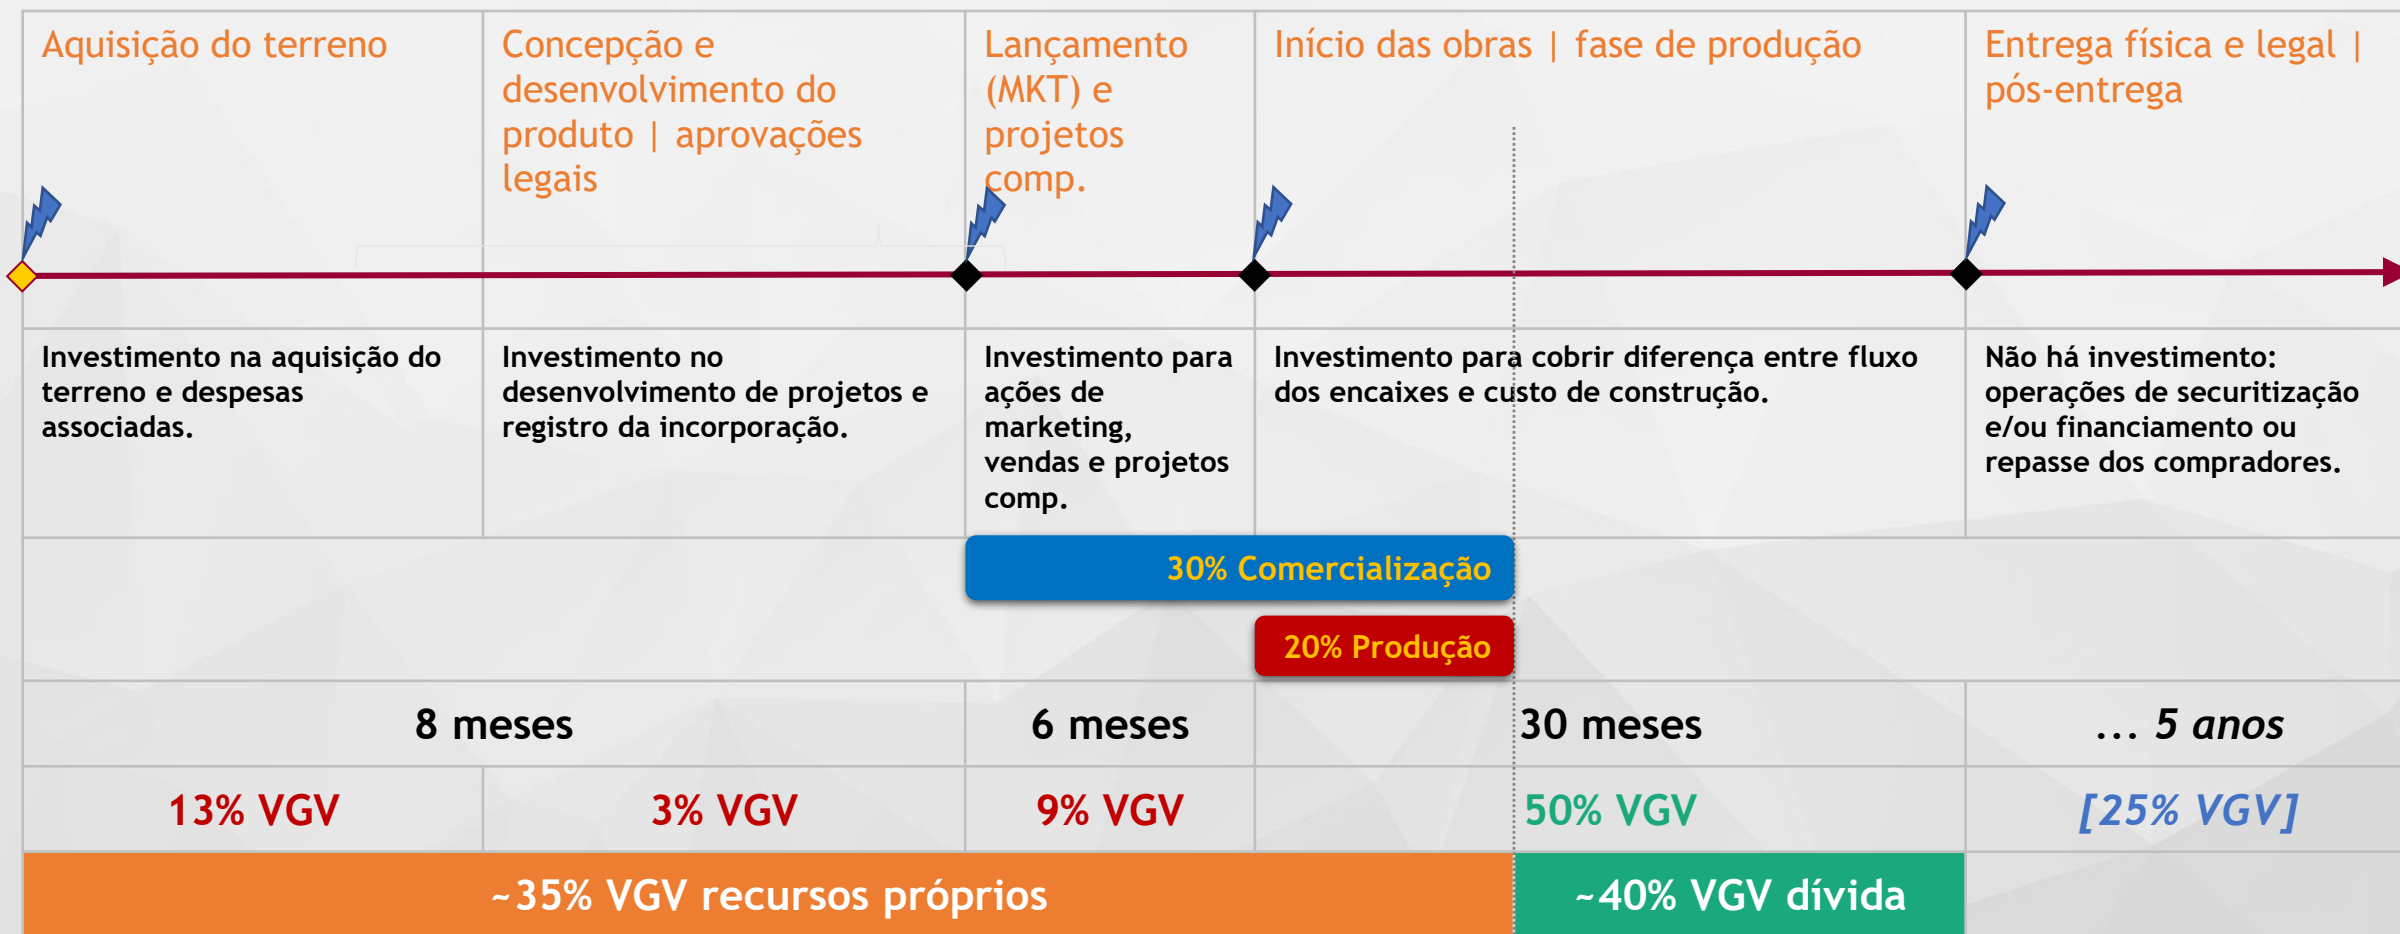 Aquisição do terreno
Concepção e
desenvolvimento do
produto | aprovações
legais
Lançamento
(MKT) e
projetos
comp.
Início das obras | fase de produção
Entrega física e legal |
pós-entrega
Investimento na aquisição do
terreno e despesas
associadas.
Investimento no
desenvolvimento de projetos e
registro da incorporação.
Investimento para
ações de
marketing,
vendas e projetos
comp.
Investimento para cobrir diferença entre fluxo
dos encaixes e custo de construção.
Não há investimento:
operações de securitização
e/ou financiamento ou
repasse dos compradores.
30% Comercialização
20% Produção
8 meses
6 meses
30 meses
... 5 anos
13% VGV
3% VGV
9% VGV
50% VGV
[25% VGV]
~35% VGV recursos próprios
~40% VGV dívida